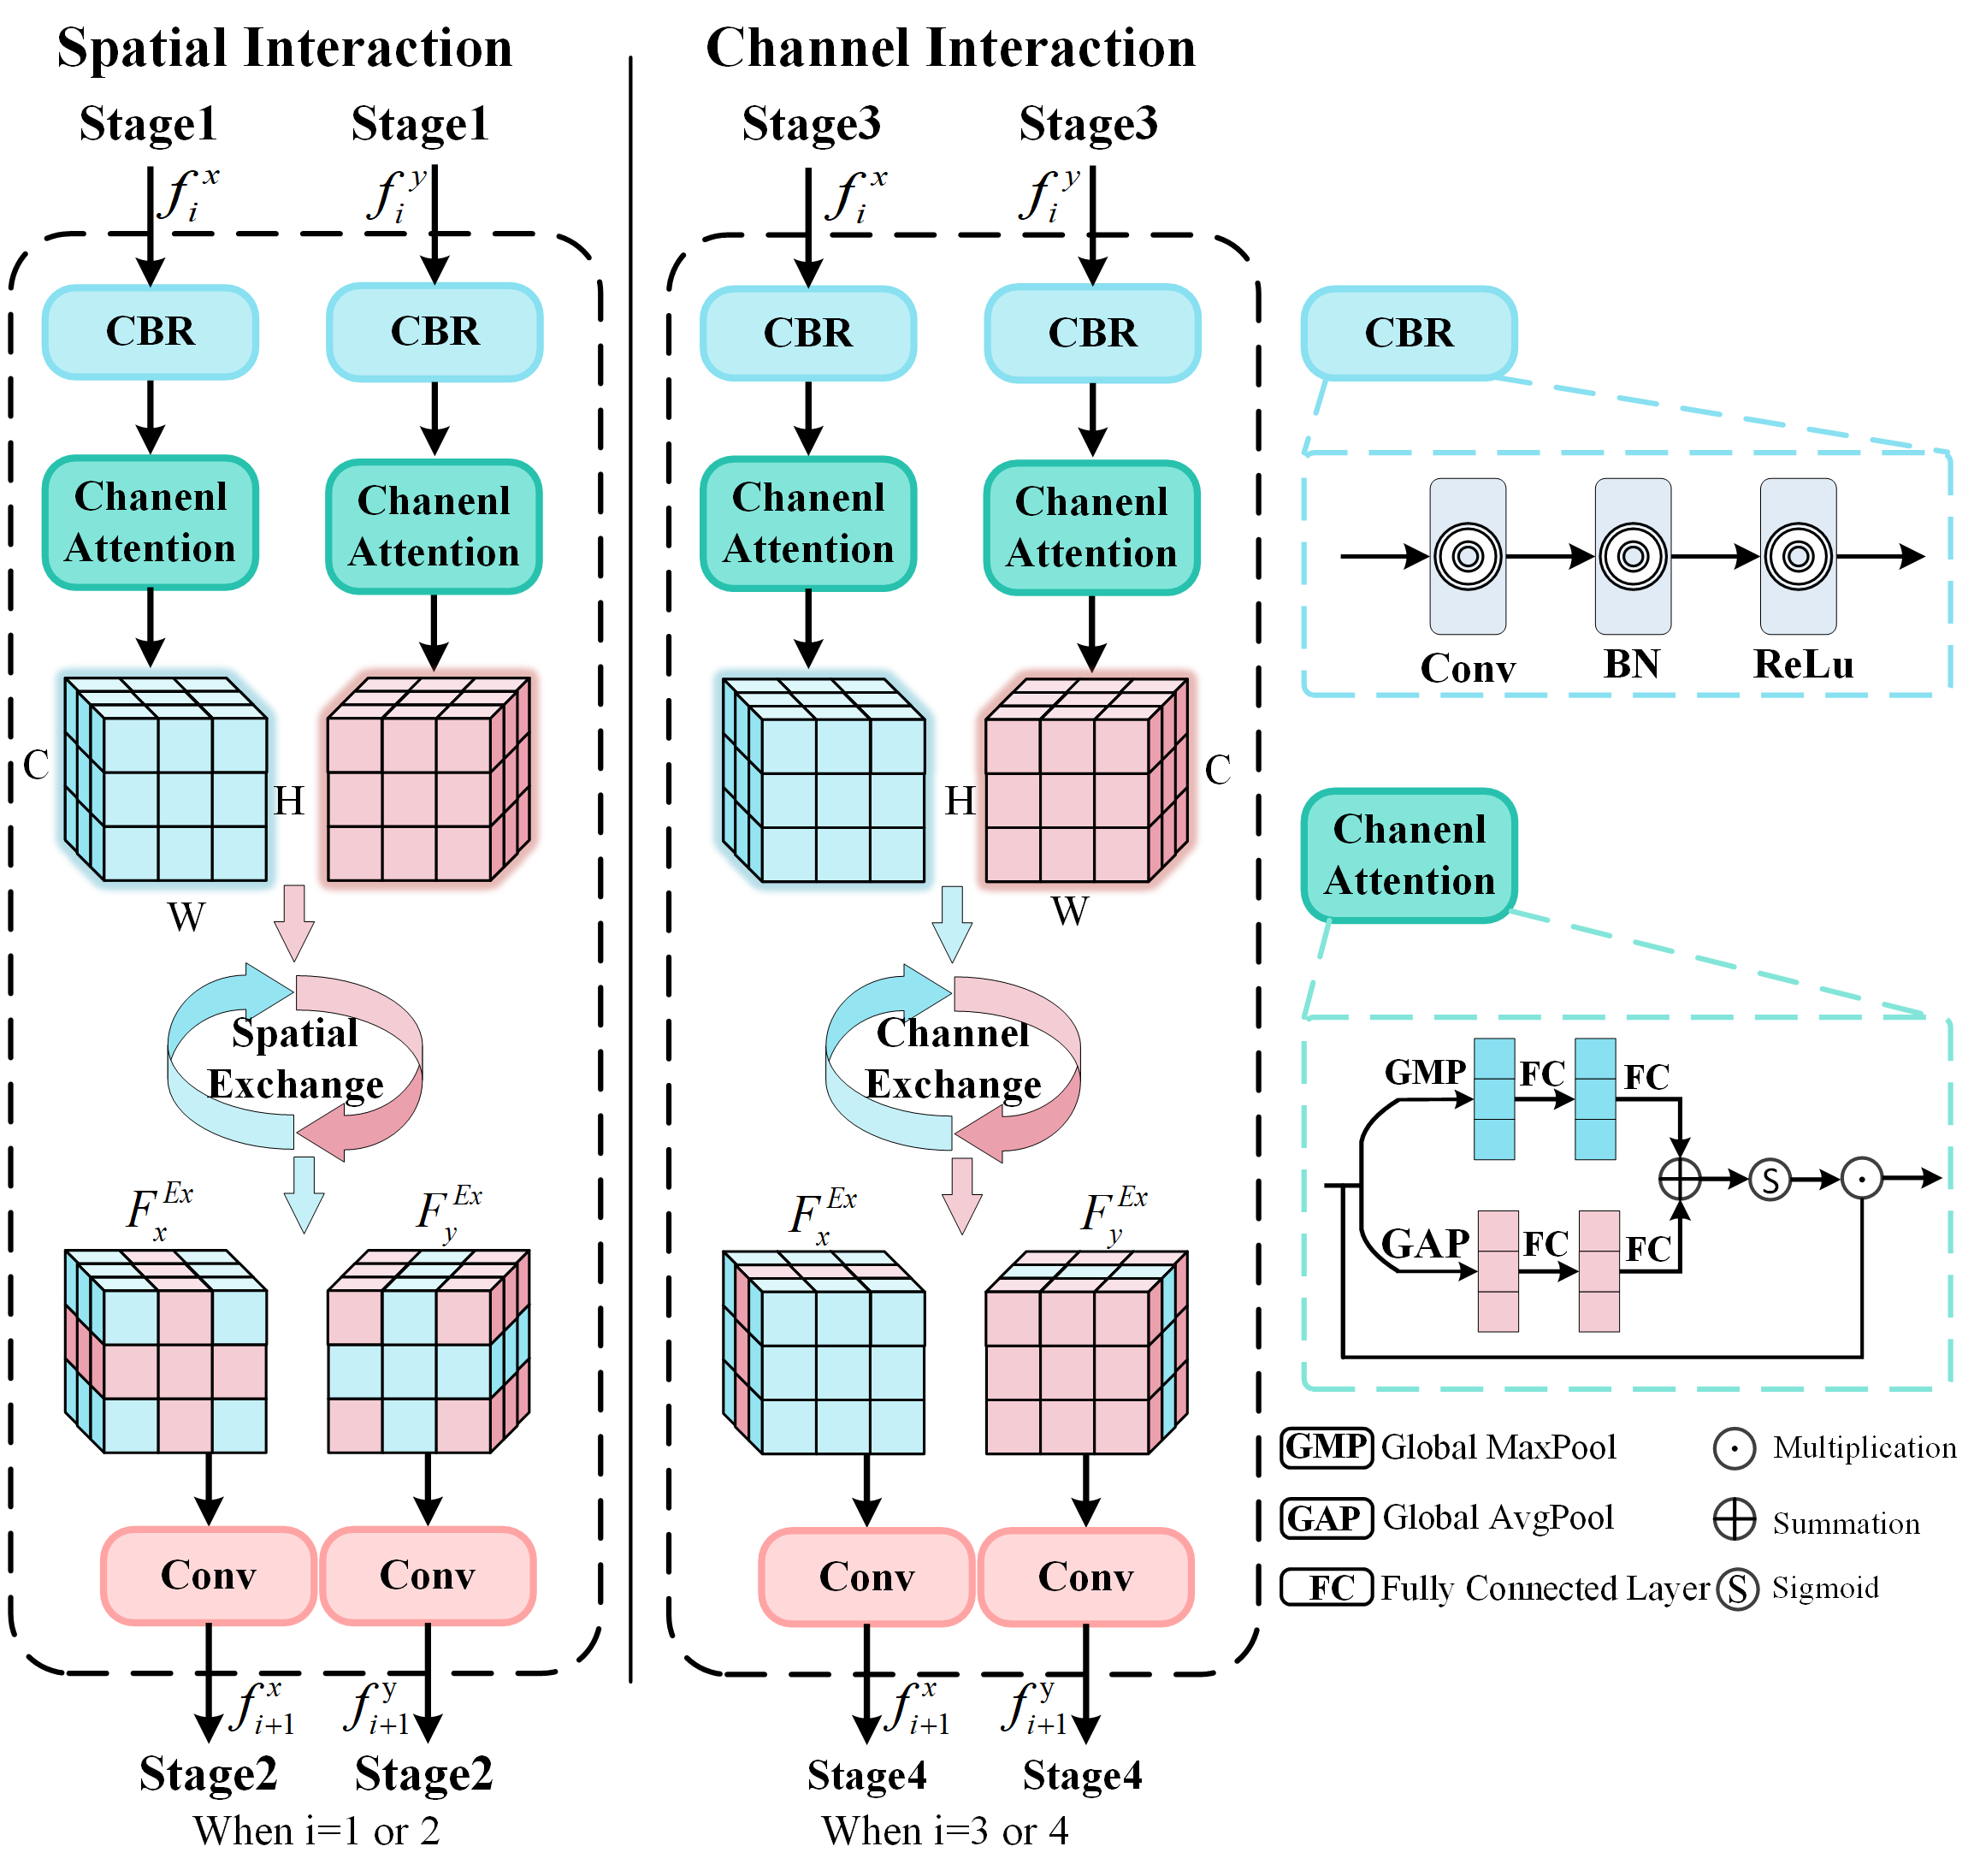 Spatial Interaction
Stage1 Stage1
f_i^x f_i^y
CBR CBR
Chanenl
Attention
Chanenl
Attention
C
H
W
Spatial
Exchange
F_x^{Ex} F_y^{Ex}
Conv Conv
f_{i+1}^x f_{i+1}^y
Stage2 Stage2
When i=1 or 2
Channel Interaction
Stage3 Stage3
f_i^x f_i^y
CBR CBR
Chanenl
Attention
Chanenl
Attention
H
C
W
Channel
Exchange
F_x^{Ex} F_y^{Ex}
Conv Conv
f_{i+1}^x f_{i+1}^y
Stage4 Stage4
When i=3 or 4
CBR
Conv BN ReLu
Chanenl
Attention
GMP FC FC
S
GAP FC FC
GMP Global MaxPool
Multiplication
GAP Global AvgPool
Summation
FC Fully Connected Layer
S Sigmoid